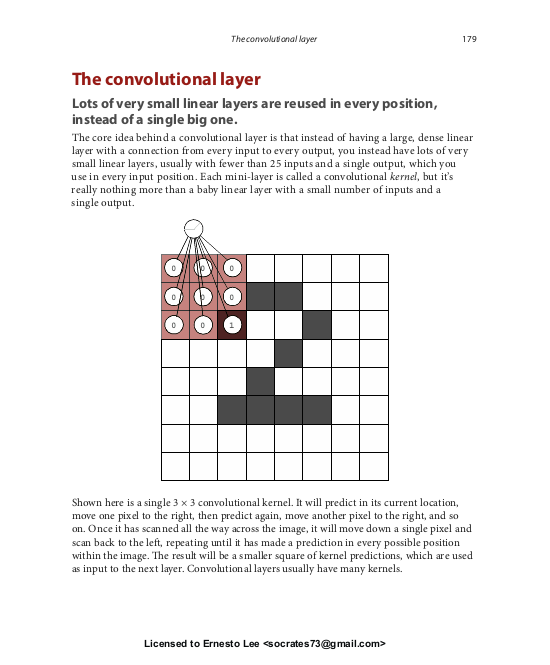 The convolutional layer 179
The convolutional layer
Lots of very small linear layers are reused in every position,
instead of a single big one.
The core idea behind a convolutional layer is that instead of having a large, dense linear
layer with a connection from every input to every output, you instead have lots of very
small linear layers, usually with fewer than 25 inputs and a single output, which you
use in every input position. Each mini-layer is called a convolutional kernel, but it's
really nothing more than a baby linear layer with a small number of inputs and a
single output.
0 0 0
0 0 0
0 0 1
Shown here is a single 3 × 3 convolutional kernel. It will predict in its current location,
move one pixel to the right, then predict again, move another pixel to the right, and so
on. Once it has scanned all the way across the image, it will move down a single pixel and
scan back to the left, repeating until it has made a prediction in every possible position
within the image. The result will be a smaller square of kernel predictions, which are used
as input to the next layer. Convolutional layers usually have many kernels.
Licensed to Ernesto Lee <socrates73@gmail.com>